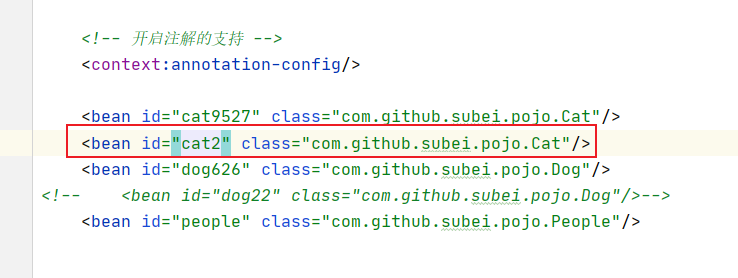 <!-- 开启注解的支持 -->
<context:annotation-config/>
<bean id="cat9527" class="com.github.subei.pojo.Cat"/>
<bean id="cat2" class="com.github.subei.pojo.Cat"/>
<bean id="dog626" class="com.github.subei.pojo.Dog"/>
<!--    <bean id="dog22" class="com.github.subei.pojo.Dog"/>-->
<bean id="people" class="com.github.subei.pojo.People"/>